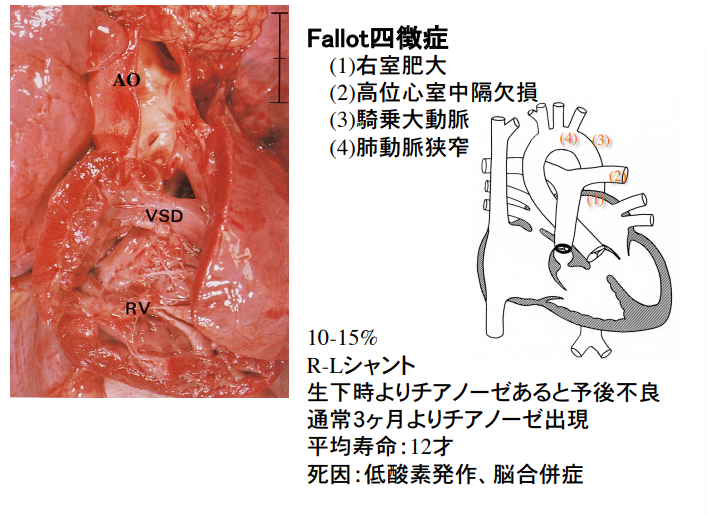 Fallot四徴症
(1)右室肥大
(2)高位心室中隔欠損
(3)騎乗大動脈
(4)肺動脈狭窄
AO
VSD
RV
(4)
(3)
(2)
(1)
10-15%
R-Lシャント
生下時よりチアノーゼあると予後不良
通常3ヶ月よりチアノーゼ出現
平均寿命：12才
死因：低酸素発作、脳合併症